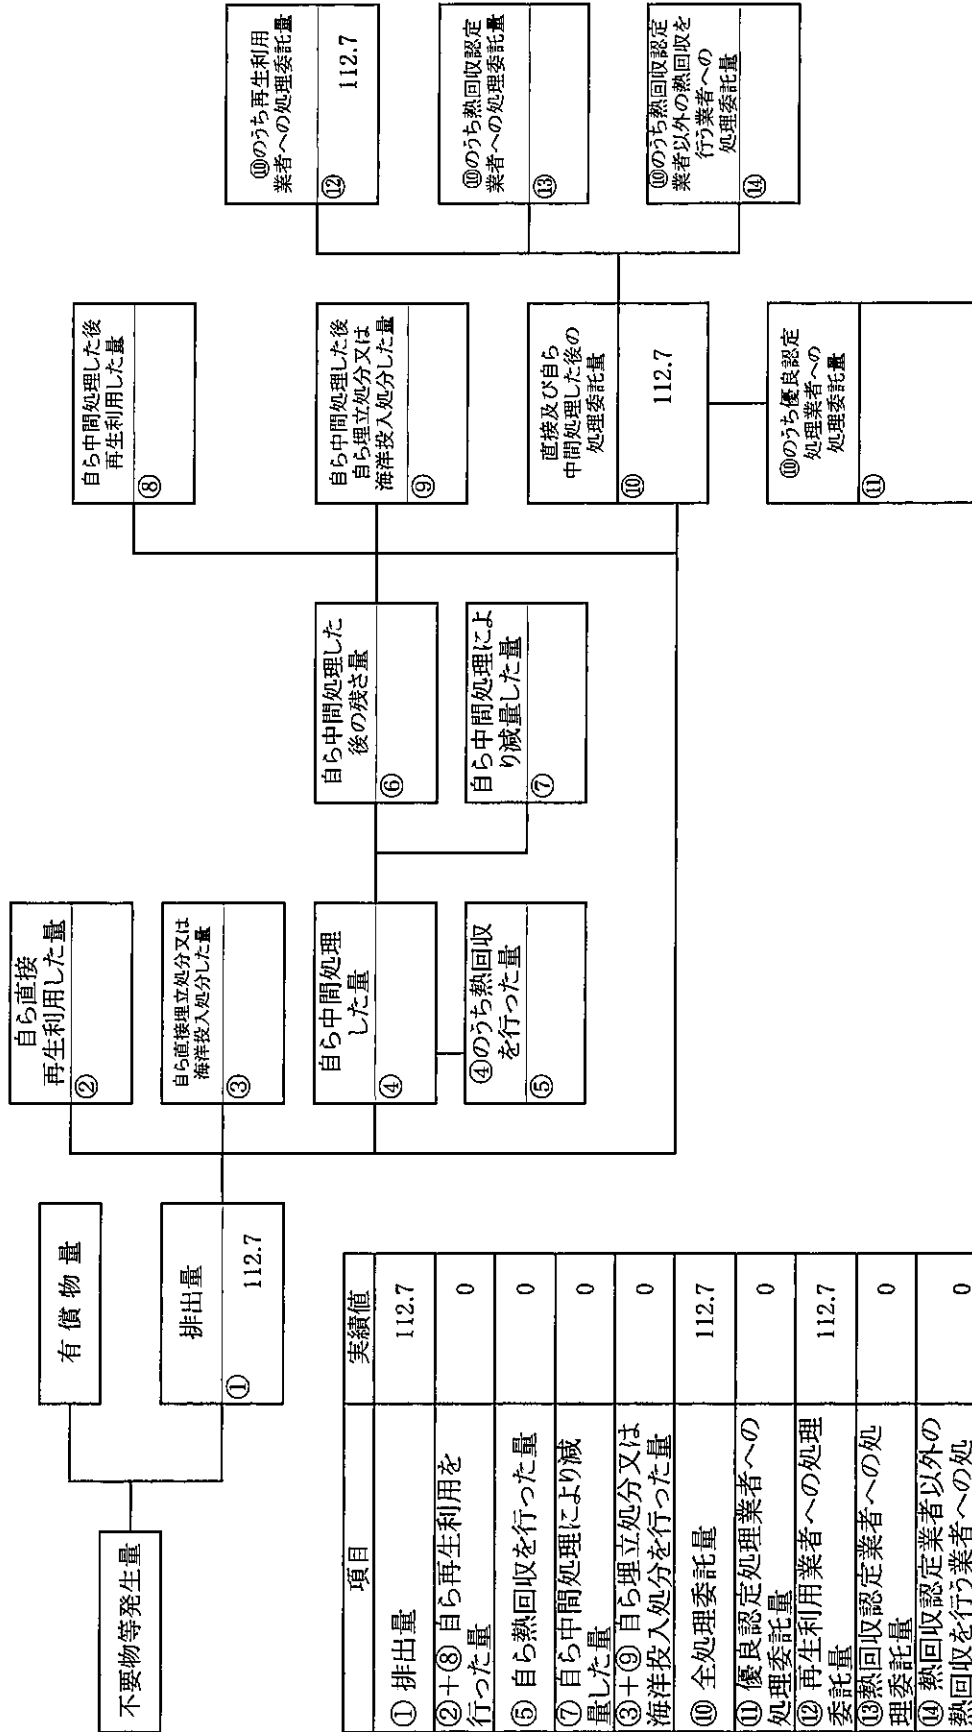 不要物等発生量
有償物量
排出量
①
112.7
自ら直接
再生利用した量
②
自ら直接埋立処分又は
海洋投入処分した量
③
自ら中間処理
した量
④
④のうち熱回収
を行った量
⑤
自ら中間処理した
後の残さ量
⑥
自ら中間処理によ
り減量した量
⑦
自ら中間処理した後
再生利用した量
⑧
自ら中間処理した後
自ら埋立処分又は
海洋投入処分した量
⑨
直接及び自ら
中間処理した後の
処理委託量
⑩
112.7
⑩のうち優良認定
処理業者への
処理委託量
⑪
⑩のうち再生利用
業者への処理委託量
⑫
112.7
⑩のうち熱回収認定
業者への処理委託量
⑬
⑩のうち熱回収認定
業者以外の熱回収を
行う業者への
処理委託量
⑭
項目 実績値
① 排出量 112.7
②+⑧ 自ら再生利用を
行った量 0
⑤ 自ら熱回収を行った量 0
⑦ 自ら中間処理により減
量した量 0
③+⑨ 自ら埋立処分又は
海洋投入処分を行った量 0
⑩ 全処理委託量 112.7
⑪ 優良認定処理業者への
処理委託量 0
⑫ 再生利用業者への処理
委託量 112.7
⑬熱回収認定業者への処
理委託量 0
⑭ 熱回収認定業者以外の
熱回収を行う業者への処 0